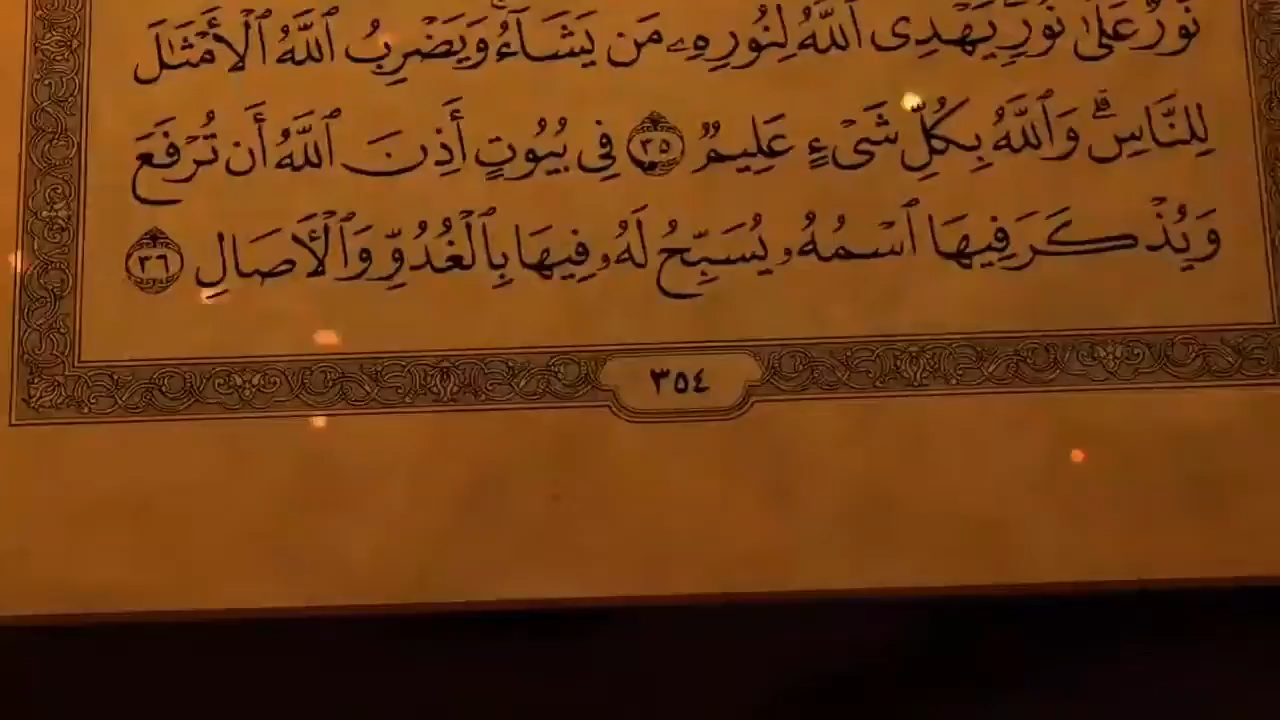 نُّورٌ عَلَىٰ نُورٍ يَهْدِى ٱللَّهُ لِنُورِهِۦ مَن يَشَآءُ وَيَضْرِبُ ٱللَّهُ ٱلْأَمْثَٰلَ
لِلنَّاسِ ۗ وَٱللَّهُ بِكُلِّ شَىْءٍ عَلِيمٌ ٣٥ فِى بُيُوتٍ أَذِنَ ٱللَّهُ أَن تُرْفَعَ
وَيُذْكَرَ فِيهَا ٱسْمُهُۥ يُسَبِّحُ لَهُۥ فِيهَا بِٱلْغُدُوِّ وَٱلْأَصَالِ ٣٦
٣٥٤